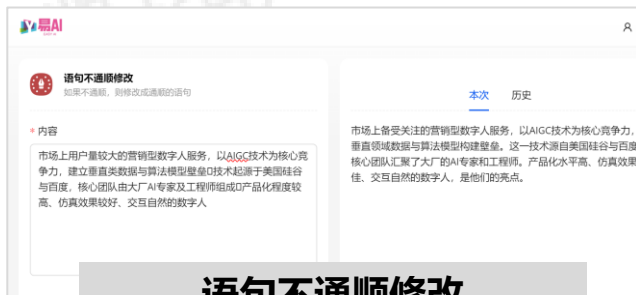 易AI
语句不通顺修改
如果不通顺，则修改成通顺的语句
* 内容
市场上用户量较大的营销型数字人服务，以AIGC技术为核心竞
争力，建立垂直类数据与算法模型壁垒▯技术起源于美国硅谷
与百度，核心团队由大厂AI专家及工程师组成▯产品化程度较
高、仿真效果较好、交互自然的数字人
本次 历史
市场上备受关注的营销型数字人服务，以AIGC技术为核心竞争力，
垂直领域数据与算法模型构建壁垒。这一技术源自美国硅谷与百度
核心团队汇聚了大厂的AI专家和工程师。产品化水平高、仿真效果
佳、交互自然的数字人，是他们的亮点。
语句不通顺修改